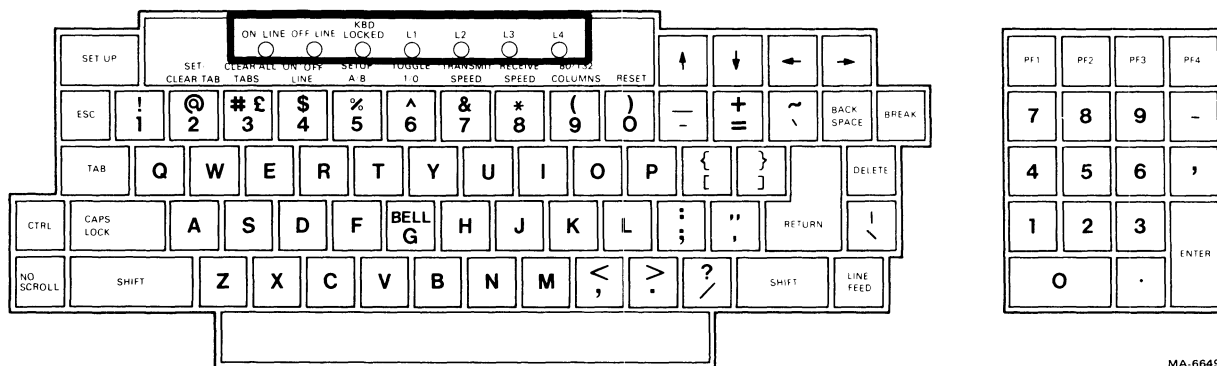 KBD
ON LINE OFF LINE LOCKED L1 L2 L3 L4
SET UP
SET/ CLEAR ALL ON/OFF SETUP TOGGLE TRANSMIT RECEIVE 80/132
CLEAR TAB TABS LINE A/B 1/0 SPEED SPEED COLUMNS RESET
↑ ↓ ← →
PF1 PF2 PF3 PF4
ESC ! 1 @ 2 # £ 3 $ 4 % 5 ^ 6 & 7 * 8 ( 9 ) 0 _ - + = ~ ` BACK SPACE BREAK
7 8 9 -
TAB Q W E R T Y U I O P { [ } ] DELETE
4 5 6 ,
CTRL CAPS LOCK A S D F BELL G H J K L : ; " ' RETURN | \
1 2 3 ENTER
NO SCROLL SHIFT Z X C V B N M < , > . ? / SHIFT LINE FEED
0 .
MA-6649